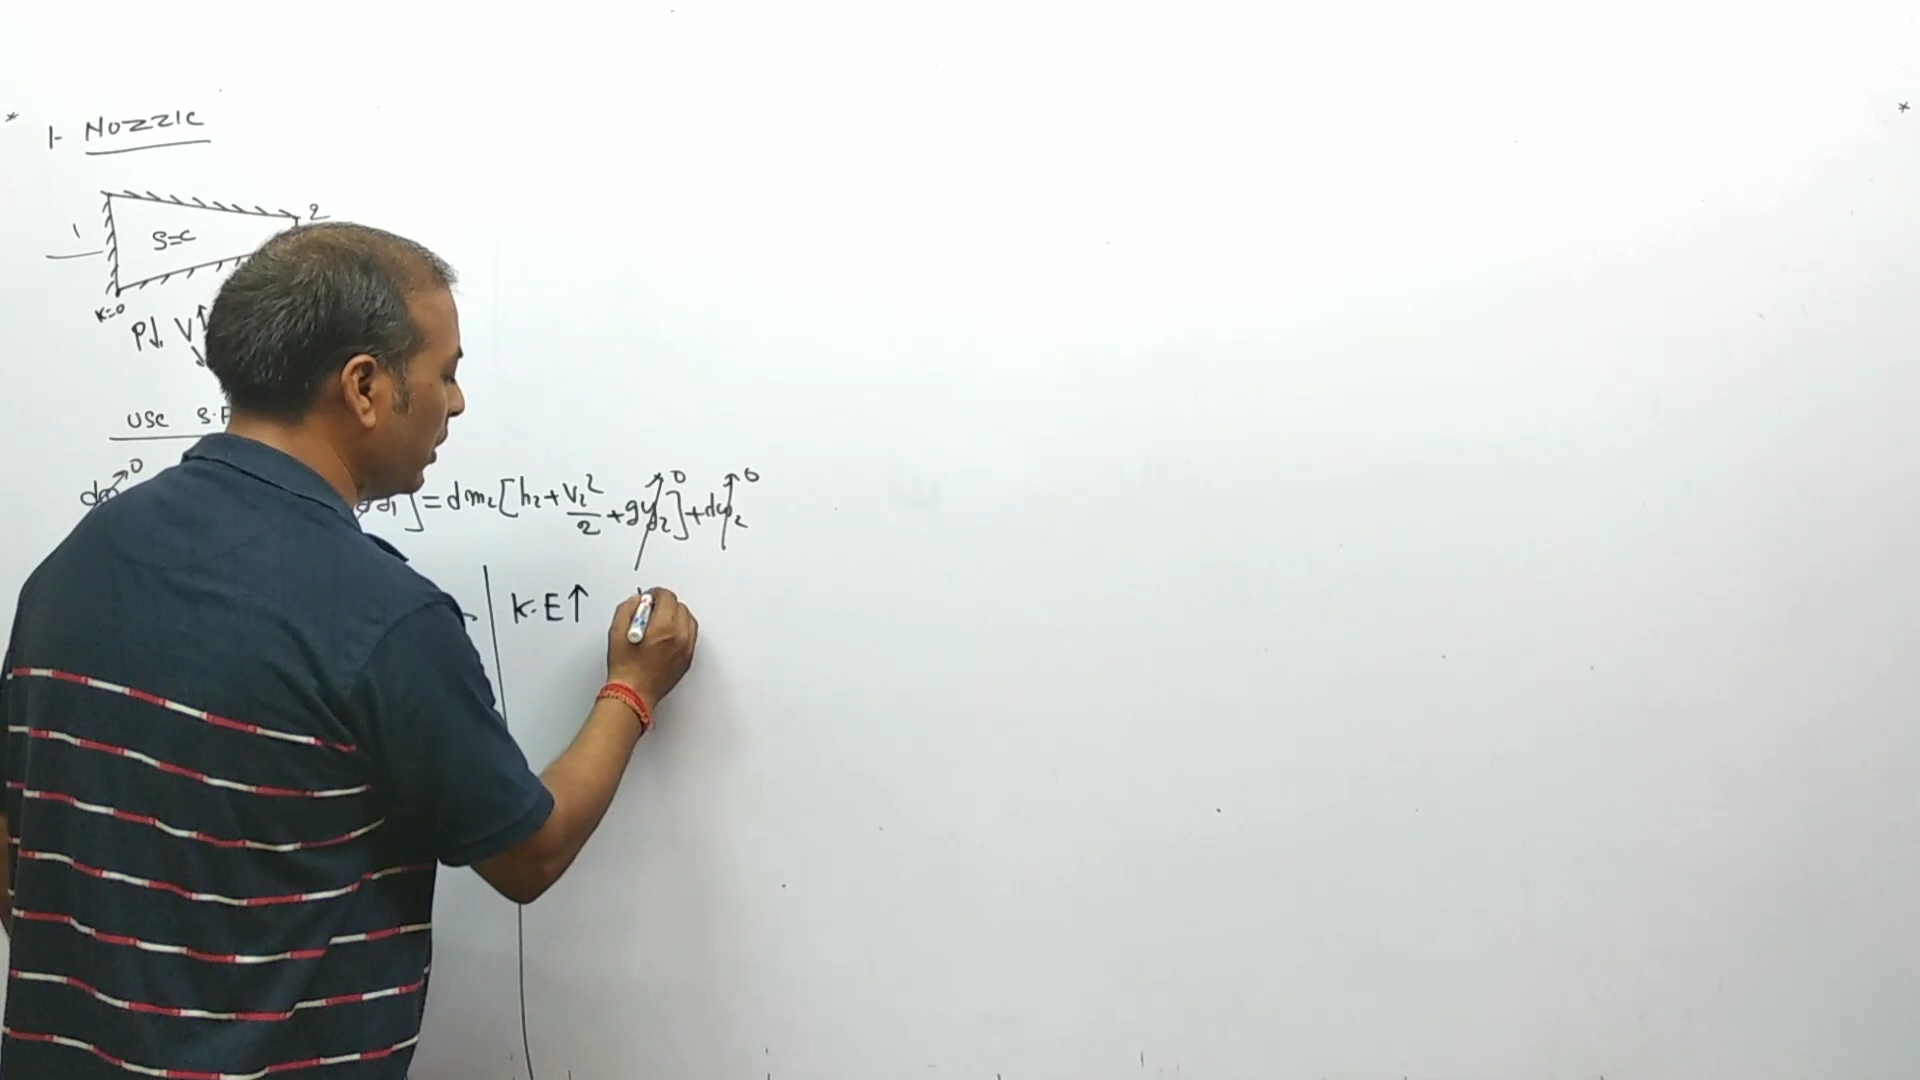 * 1- Nozzle *
2
1 S=C
K=0
P↓, V↑
USE S.F
dQ→0 ] = dm₂[h₂+V₂²/2+gy₂→0]+dw₂→0
K.E↑